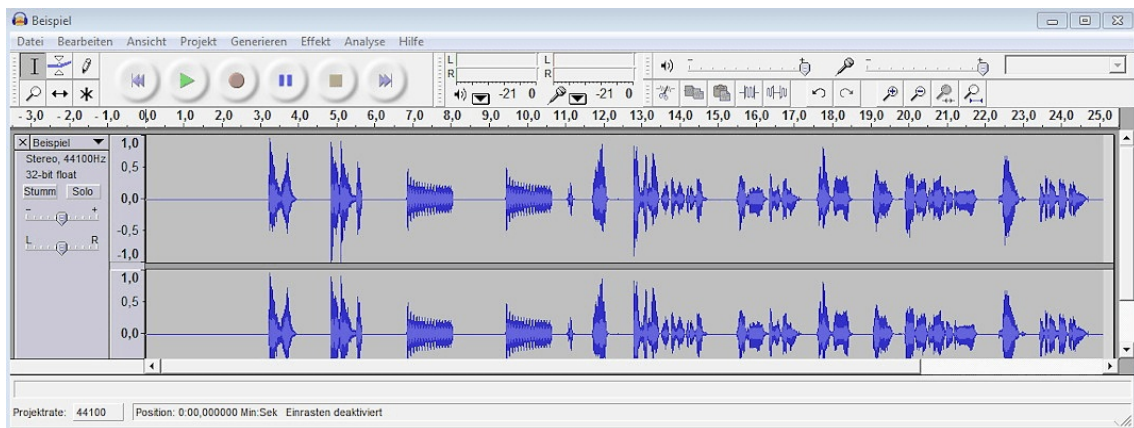 Beispiel
Datei Bearbeiten Ansicht Projekt Generieren Effekt Analyse Hilfe
L
R
-21 0
L
R
-21 0
- 3,0 - 2,0 - 1,0 0,0 1,0 2,0 3,0 4,0 5,0 6,0 7,0 8,0 9,0 10,0 11,0 12,0 13,0 14,0 15,0 16,0 17,0 18,0 19,0 20,0 21,0 22,0 23,0 24,0 25,0
Beispiel
Stereo, 44100Hz
32-bit float
Stumm Solo
- +
L R
1,0
0,5
0,0
-0,5
-1,0
1,0
0,5
0,0
Projektrate: 44100 Position: 0:00,000000 Min:Sek Einrasten deaktiviert